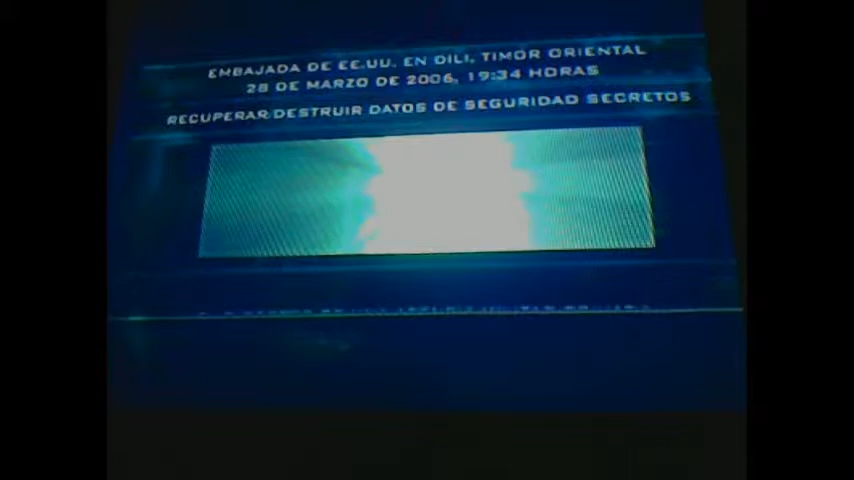 EMBAJADA DE EE.UU. EN DILI, TIMOR ORIENTAL
28 DE MARZO DE 2006, 19:34 HORAS
RECUPERAR/DESTRUIR DATOS DE SEGURIDAD SECRETOS